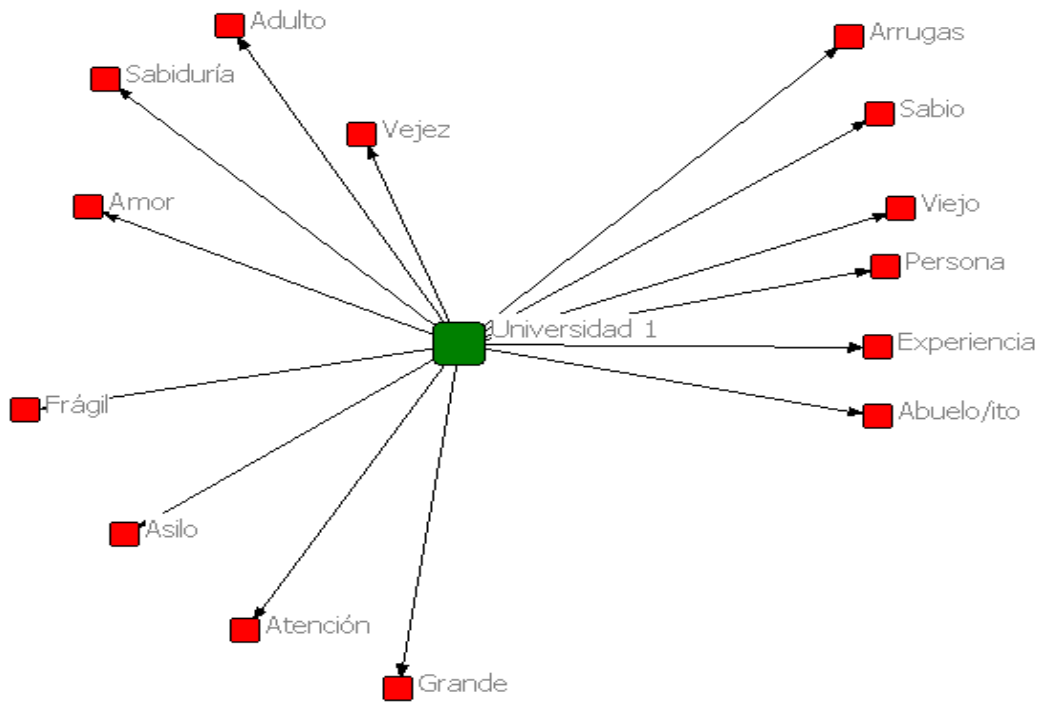 Adulto
Arrugas
Sabiduría
Sabio
Vejez
Amor
Viejo
Persona
Universidad 1
Experiencia
Frágil
Abuelo/ito
Asilo
Atención
Grande